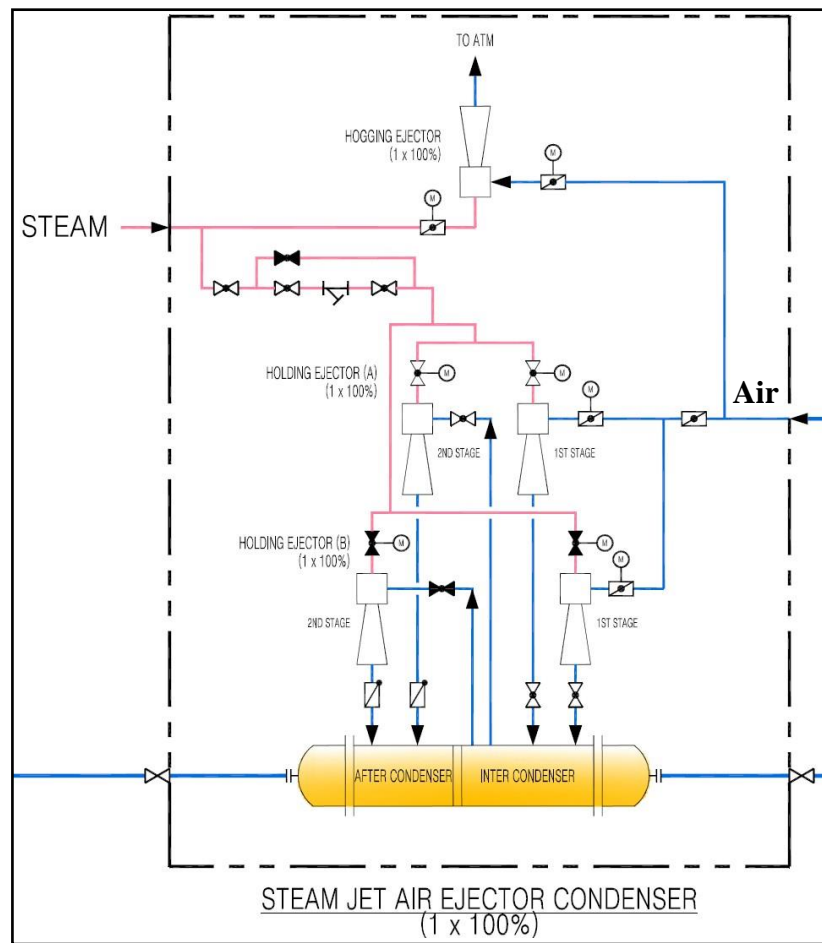 TO ATM
HOGGING EJECTOR
(1 x 100%)
M
M
STEAM
HOLDING EJECTOR (A)
(1 x 100%)
M
M
M
Air
2ND STAGE
1ST STAGE
HOLDING EJECTOR (B)
(1 x 100%)
M
M
M
2ND STAGE
1ST STAGE
AFTER CONDENSER
INTER CONDENSER
STEAM JET AIR EJECTOR CONDENSER
(1 x 100%)